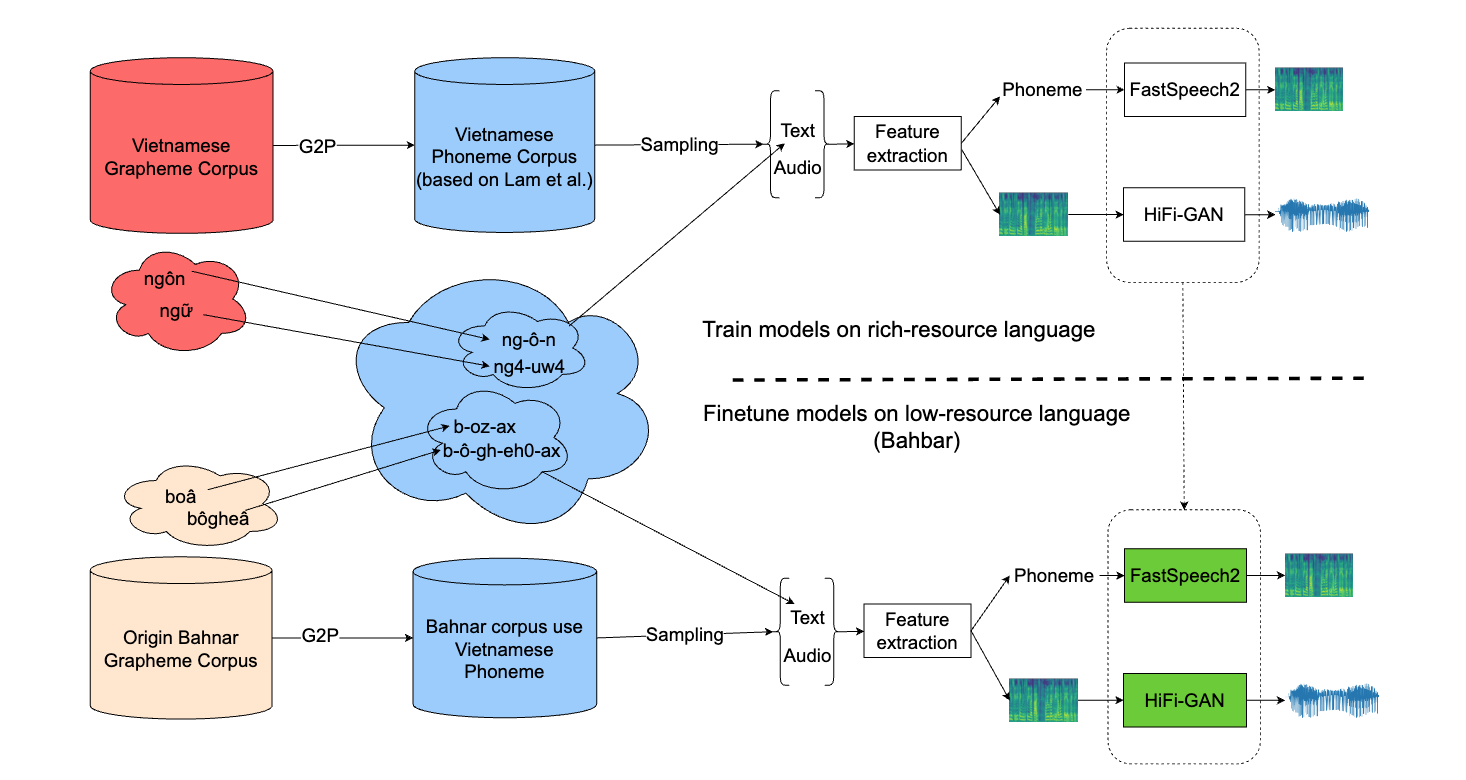 Vietnamese
Grapheme Corpus
G2P
Vietnamese
Phoneme Corpus
(based on Lam et al.)
Sampling
Text
Audio
Feature
extraction
Phoneme
FastSpeech2
HiFi-GAN
ngôn
ngữ
ng-ô-n
ng4-uw4
b-oz-ax
b-ô-gh-eh0-ax
boâ
bôgheâ
Train models on rich-resource language
Finetune models on low-resource language
(Bahbar)
Origin Bahnar
Grapheme Corpus
G2P
Bahnar corpus use
Vietnamese
Phoneme
Sampling
Text
Audio
Feature
extraction
Phoneme
FastSpeech2
HiFi-GAN